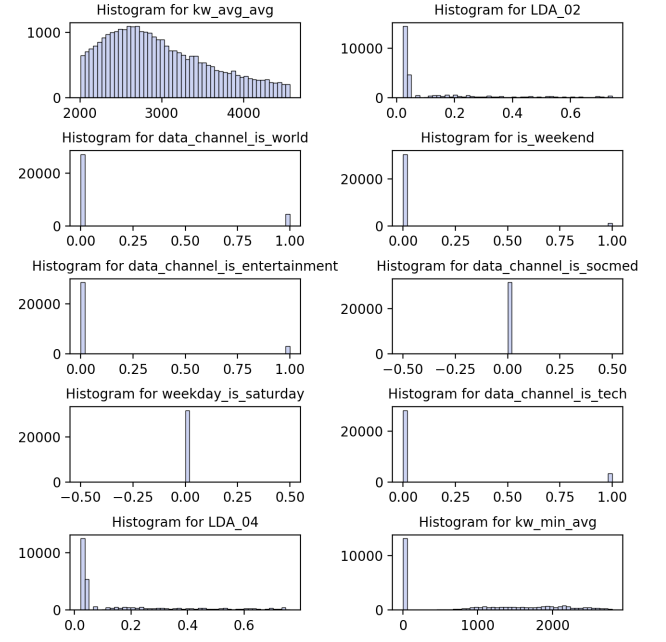 Histogram for kw_avg_avg
1000
0
2000 3000 4000
Histogram for LDA_02
10000
0
0.0 0.2 0.4 0.6
Histogram for data_channel_is_world
20000
0
0.00 0.25 0.50 0.75 1.00
Histogram for is_weekend
20000
0
0.00 0.25 0.50 0.75 1.00
Histogram for data_channel_is_entertainment
20000
0
0.00 0.25 0.50 0.75 1.00
Histogram for data_channel_is_socmed
20000
0
−0.50 −0.25 0.00 0.25 0.50
Histogram for weekday_is_saturday
20000
0
−0.50 −0.25 0.00 0.25 0.50
Histogram for data_channel_is_tech
20000
0
0.00 0.25 0.50 0.75 1.00
Histogram for LDA_04
10000
0
0.0 0.2 0.4 0.6
Histogram for kw_min_avg
10000
0
0 1000 2000